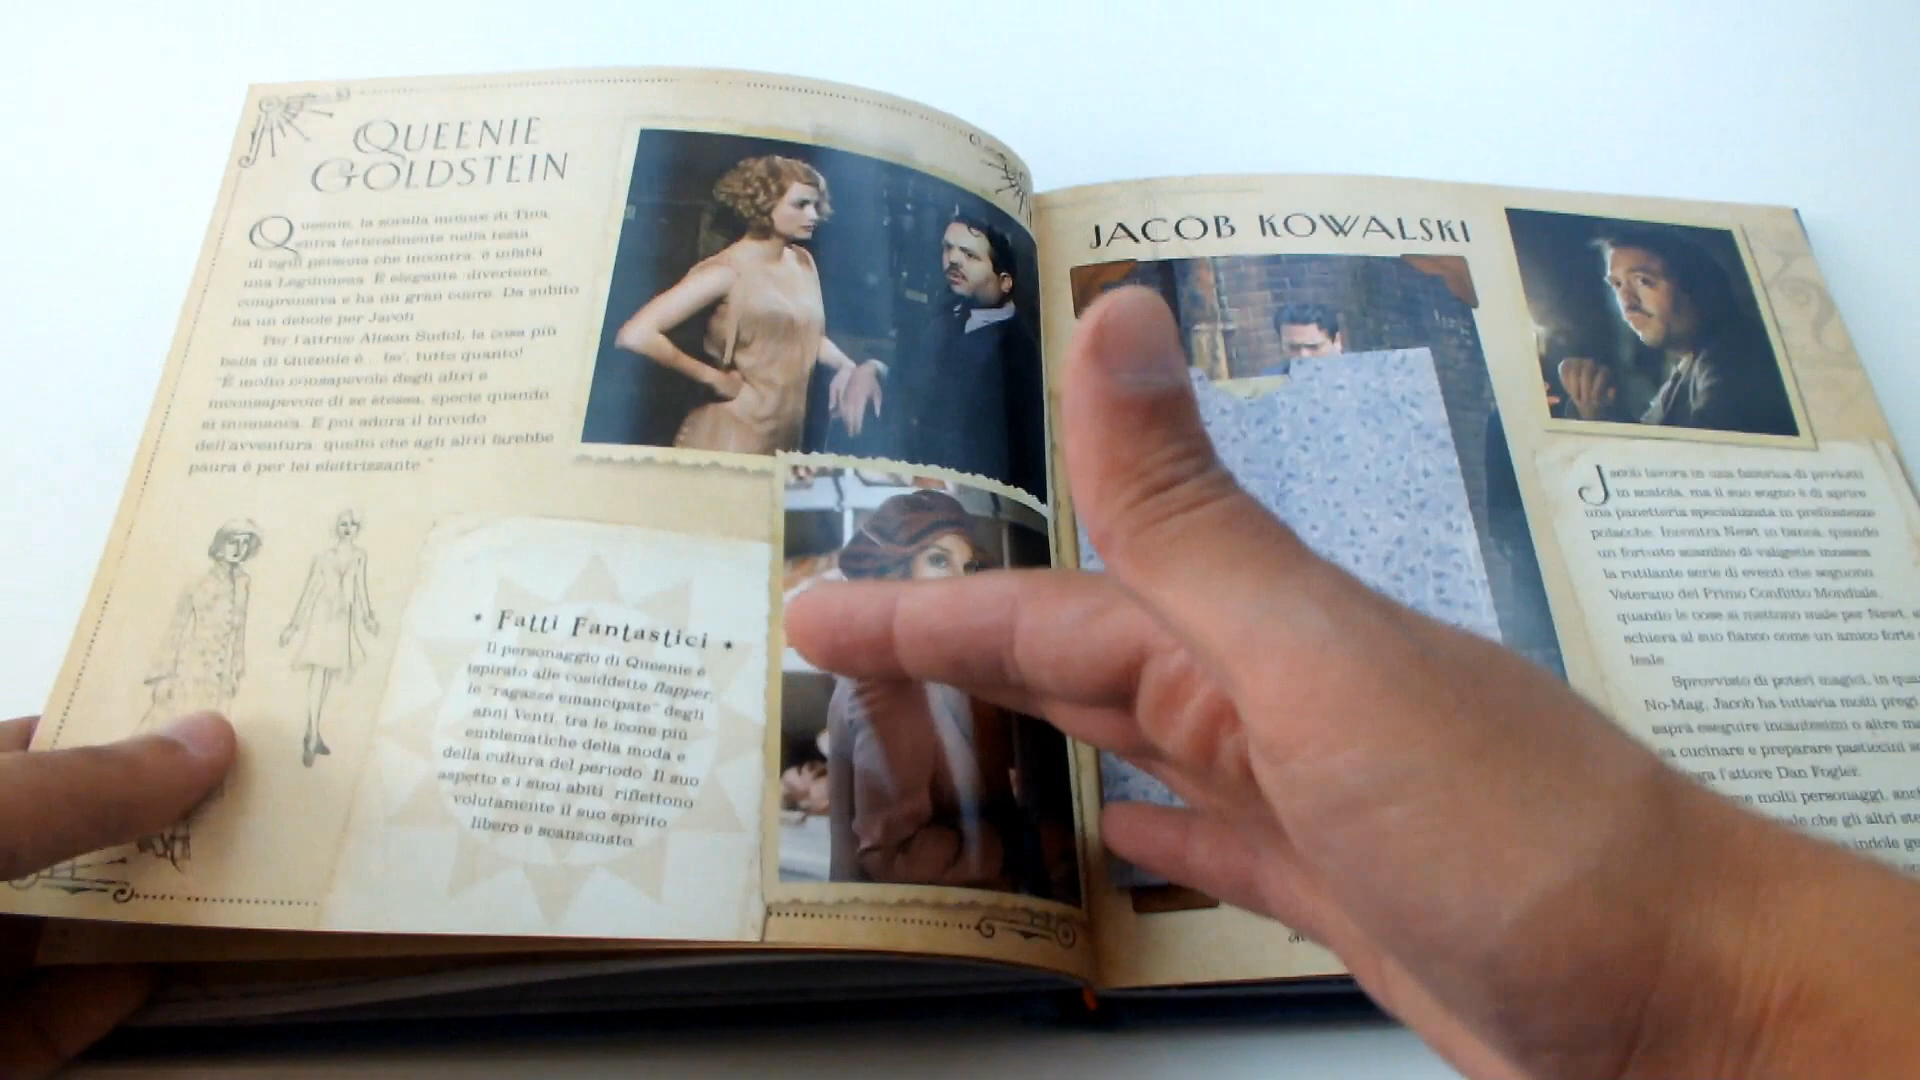 QUEENIE
GOLDSTEIN
Queenie, la sorella minore di Tina,
entra letteralmente nella testa
di ogni persona che incontra: è infatti
una Legilimens. È elegante, divertente,
comprensiva e ha un gran cuore. Da subito
ha un debole per Jacob.
Per l'attrice Alison Sudol, la cosa più
bella di Queenie è... be', tutto quanto!
"È molto consapevole degli altri e
inconsapevole di se stessa, specie quando
si innamora. E poi adora il brivido
dell'avventura: quello che agli altri farebbe
paura è per lei elettrizzante."
Fatti Fantastici
Il personaggio di Queenie è
ispirato alle cosiddette flapper,
le "ragazze emancipate" degli
anni Venti, tra le icone più
emblematiche della moda e
della cultura del periodo. Il suo
aspetto e i suoi abiti riflettono
volutamente il suo spirito
libero e scanzonato.
JACOB KOWALSKI
Jacob lavora in una fabbrica di prodotti
in scatola, ma il suo sogno è di aprire
una panetteria specializzata in prelibatezze
polacche. Incontra Newt in banca, quando
un fortuito scambio di valigette innesca
la rutilante serie di eventi che seguono.
Veterano del Primo Conflitto Mondiale,
quando le cose si mettono male per Newt, si
schiera al suo fianco come un amico forte e
leale.
Sprovvisto di poteri magici, in
No-Mag, Jacob ha tuttavia molti pregi
saprà eseguire incantesimi o altre
sa cucinare e preparare pasticcini
l'attore Dan Fogler.
molti personaggi,
che gli altri
indole